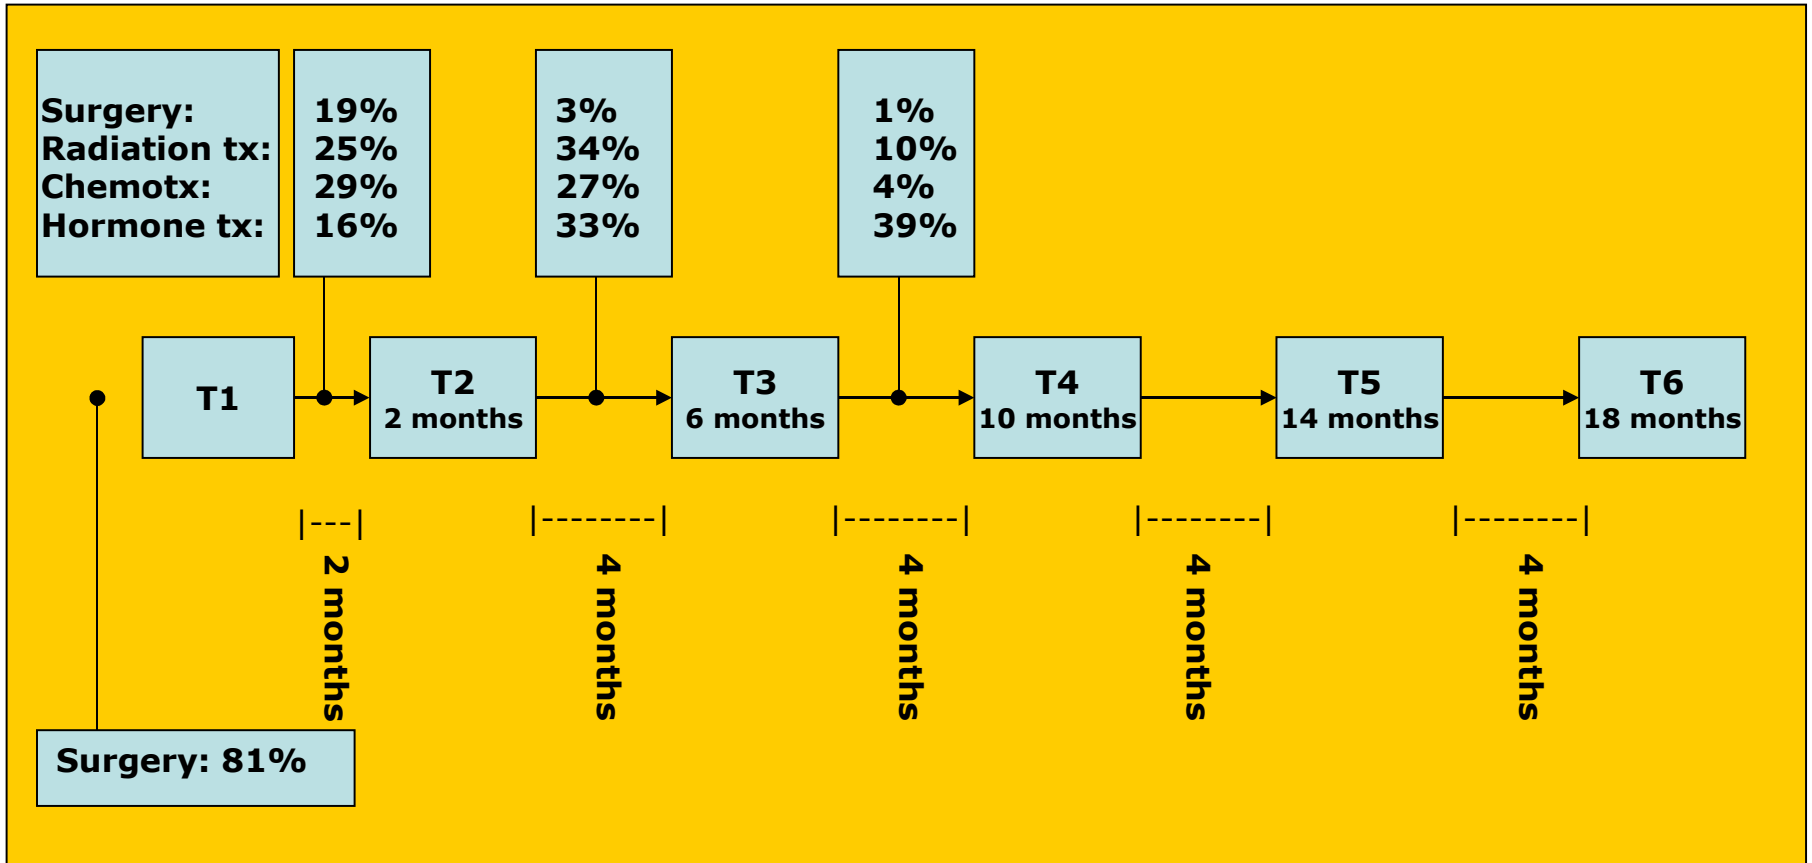 Surgery: 19% 3% 1%
Radiation tx: 25% 34% 10%
Chemotx: 29% 27% 4%
Hormone tx: 16% 33% 39%
T1
T2
2 months
T3
6 months
T4
10 months
T5
14 months
T6
18 months
|---| |--------| |--------| |--------| |--------|
2 months
4 months
4 months
4 months
4 months
Surgery: 81%